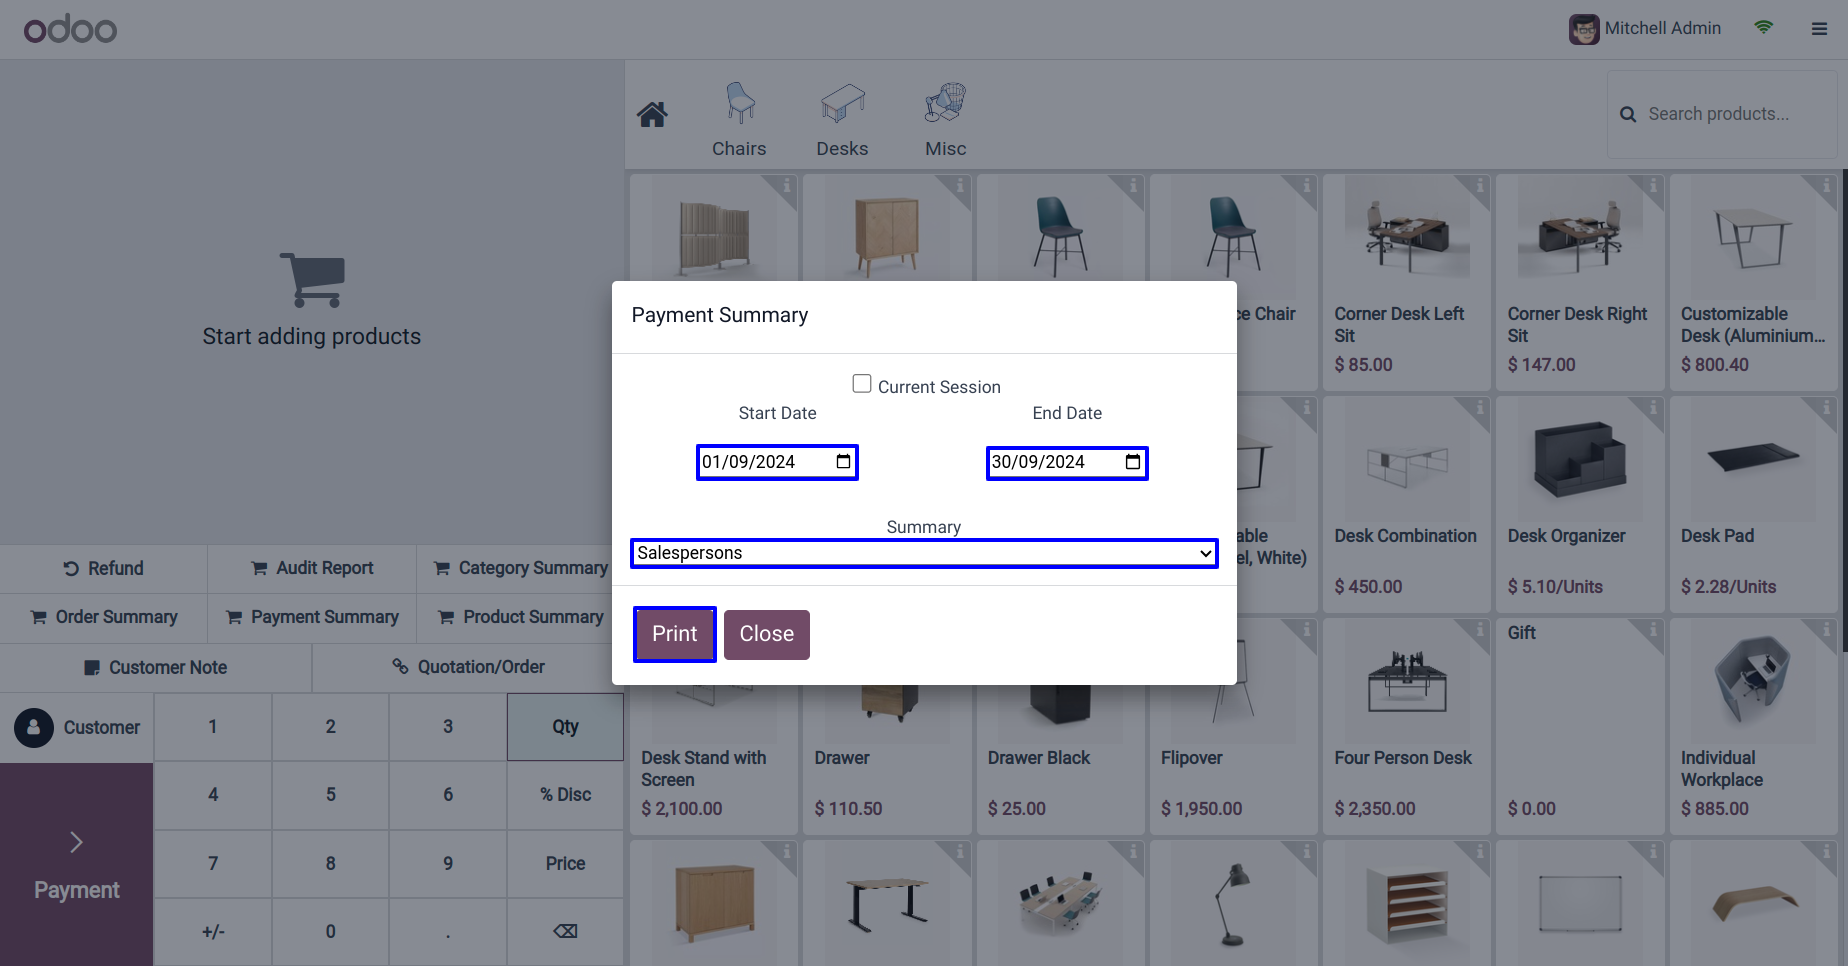 odoo
Mitchell Admin
Chairs
Desks
Misc
Search products...
Start adding products
Payment Summary
Current Session
Start Date
End Date
01/09/2024
30/09/2024
Summary
Salespersons
Print
Close
ce Chair
Corner Desk Left
Sit
$ 85.00
Corner Desk Right
Sit
$ 147.00
Customizable
Desk (Aluminium...
$ 800.40
able
el, White)
Desk Combination
$ 450.00
Desk Organizer
$ 5.10/Units
Desk Pad
$ 2.28/Units
Desk Stand with
Screen
$ 2,100.00
Drawer
$ 110.50
Drawer Black
$ 25.00
Flipover
$ 1,950.00
Four Person Desk
$ 2,350.00
Gift
$ 0.00
Individual
Workplace
$ 885.00
Refund
Audit Report
Category Summary
Order Summary
Payment Summary
Product Summary
Customer Note
Quotation/Order
Customer
1
2
3
Qty
4
5
6
% Disc
7
8
9
Price
+/-
0
.
Payment